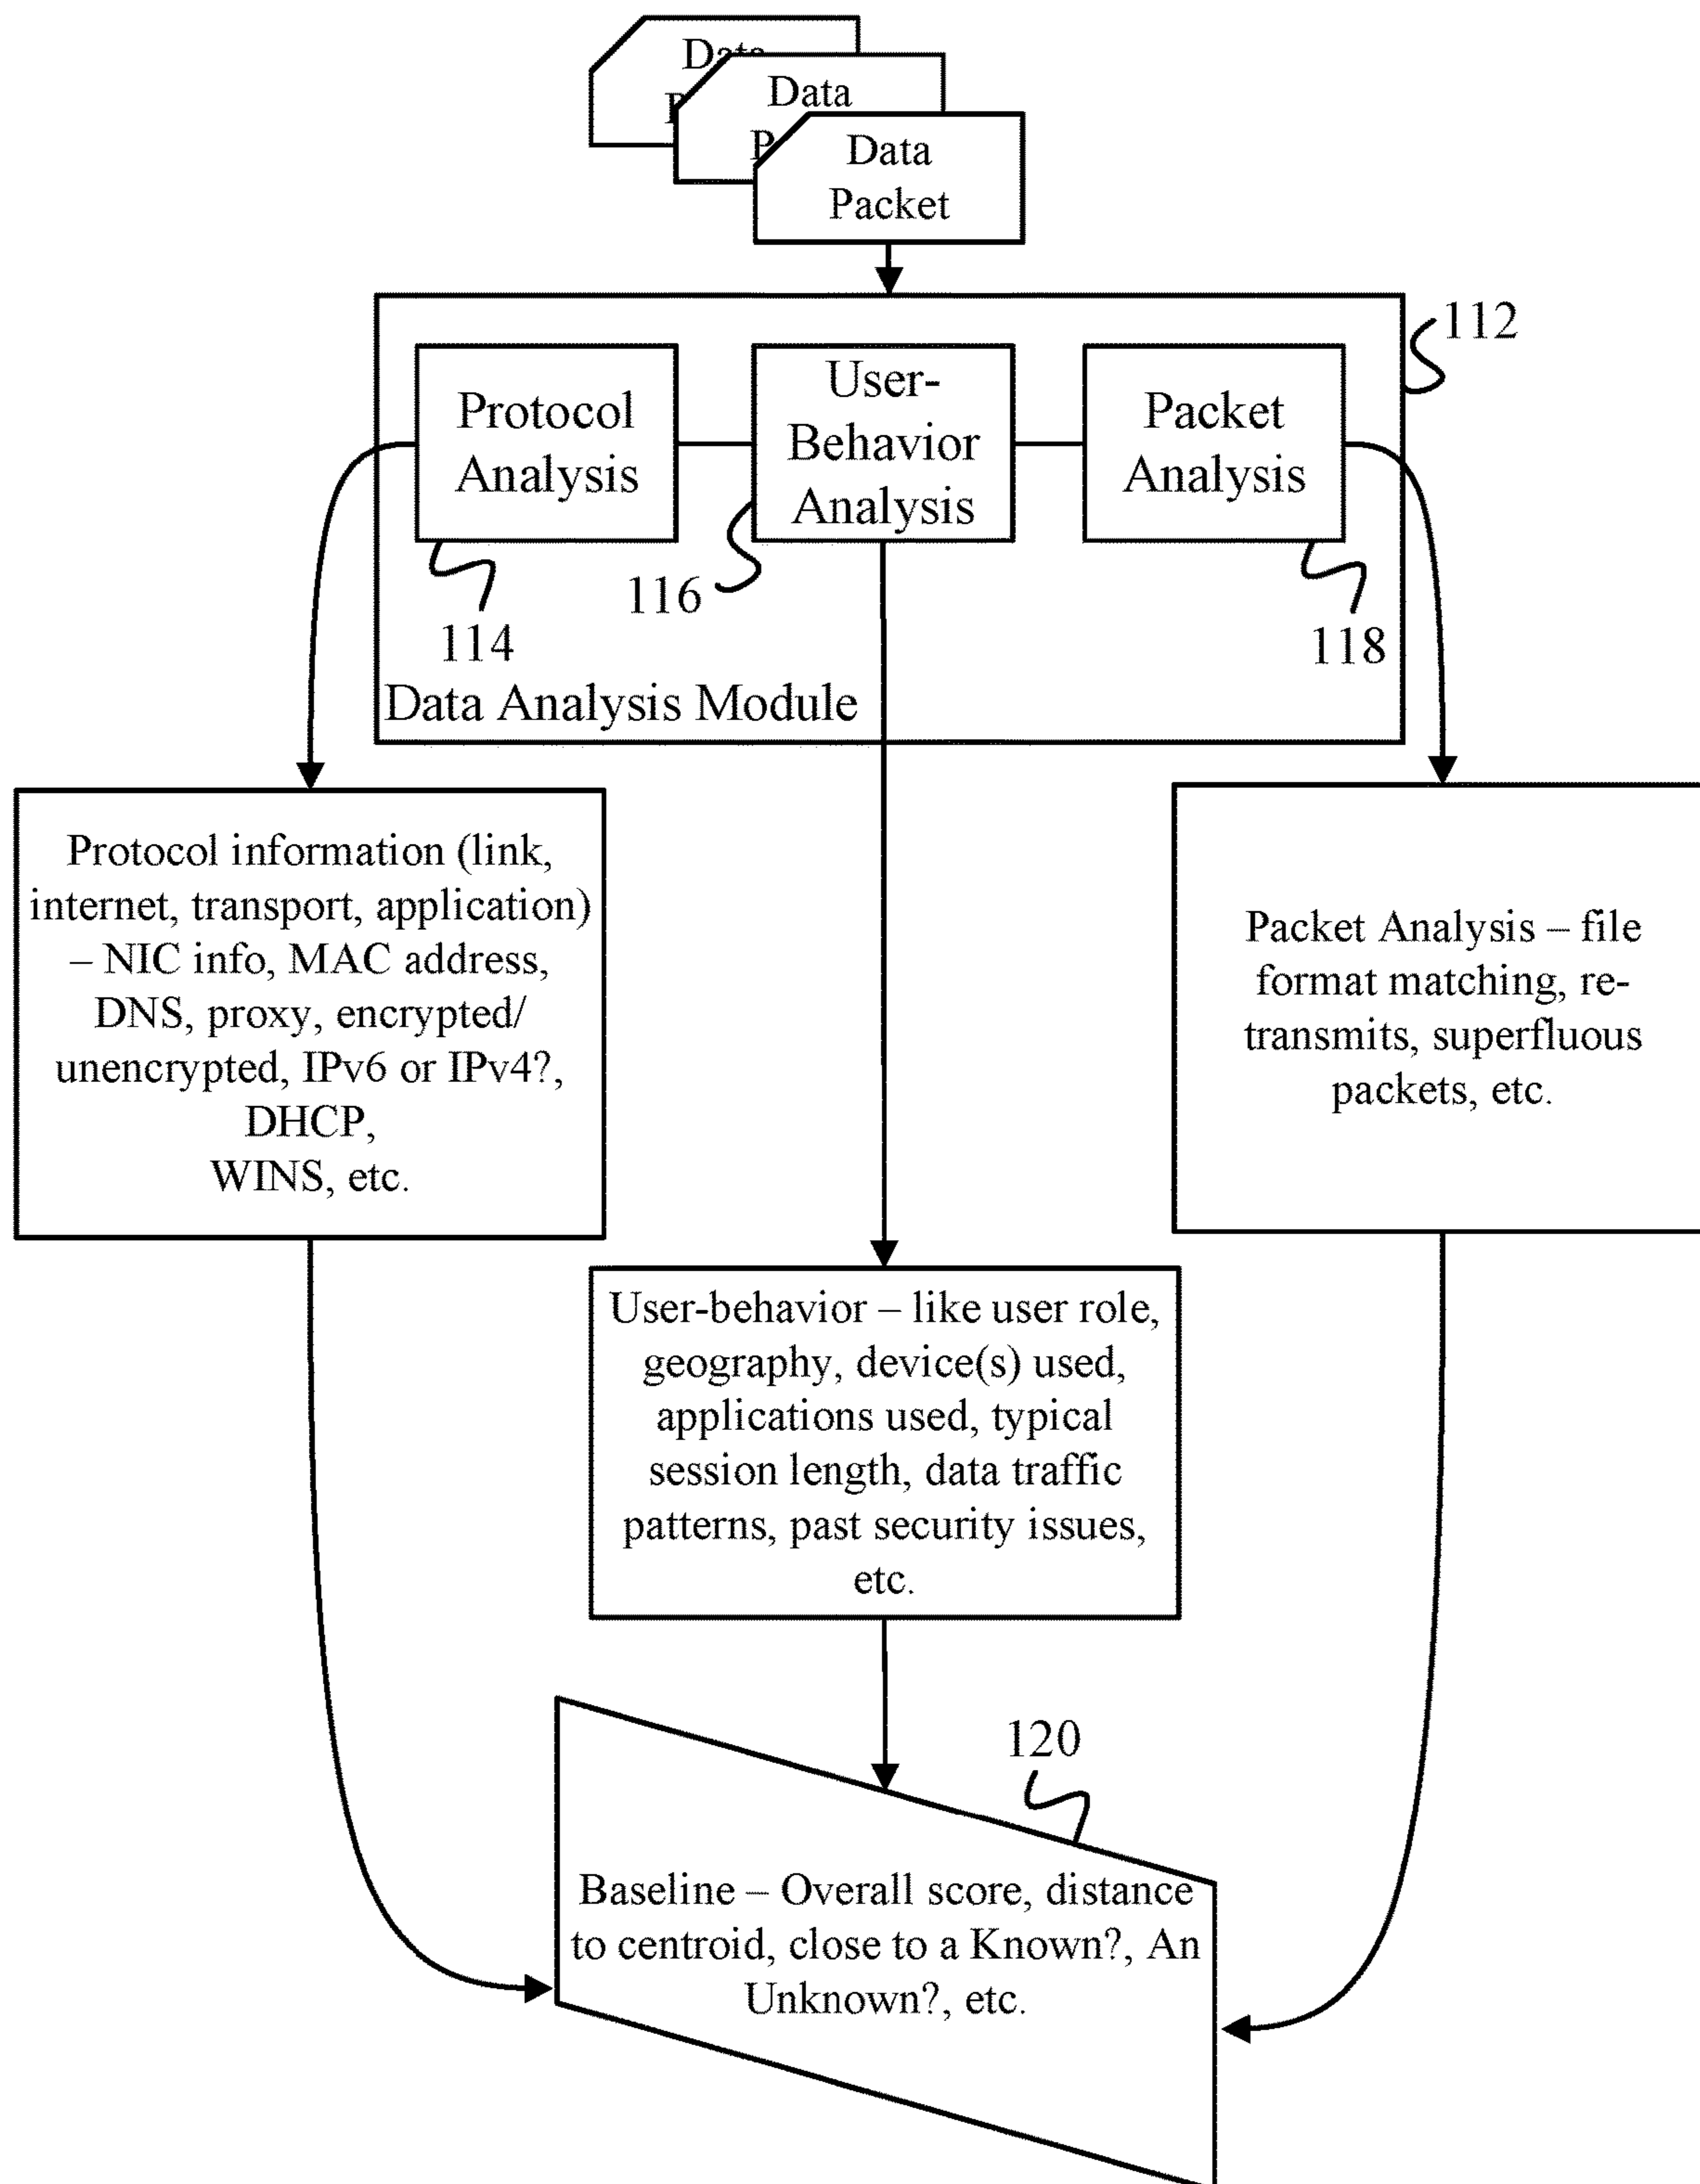 Data
Data
Data
Packet
112
Protocol
Analysis
User-
Behavior
Analysis
Packet
Analysis
116
114
118
Data Analysis Module
Protocol information (link,
internet, transport, application)
– NIC info, MAC address,
DNS, proxy, encrypted/
unencrypted, IPv6 or IPv4?,
DHCP,
WINS, etc.
Packet Analysis – file
format matching, re-
transmits, superfluous
packets, etc.
User-behavior – like user role,
geography, device(s) used,
applications used, typical
session length, data traffic
patterns, past security issues,
etc.
120
Baseline – Overall score, distance
to centroid, close to a Known?, An
Unknown?, etc.